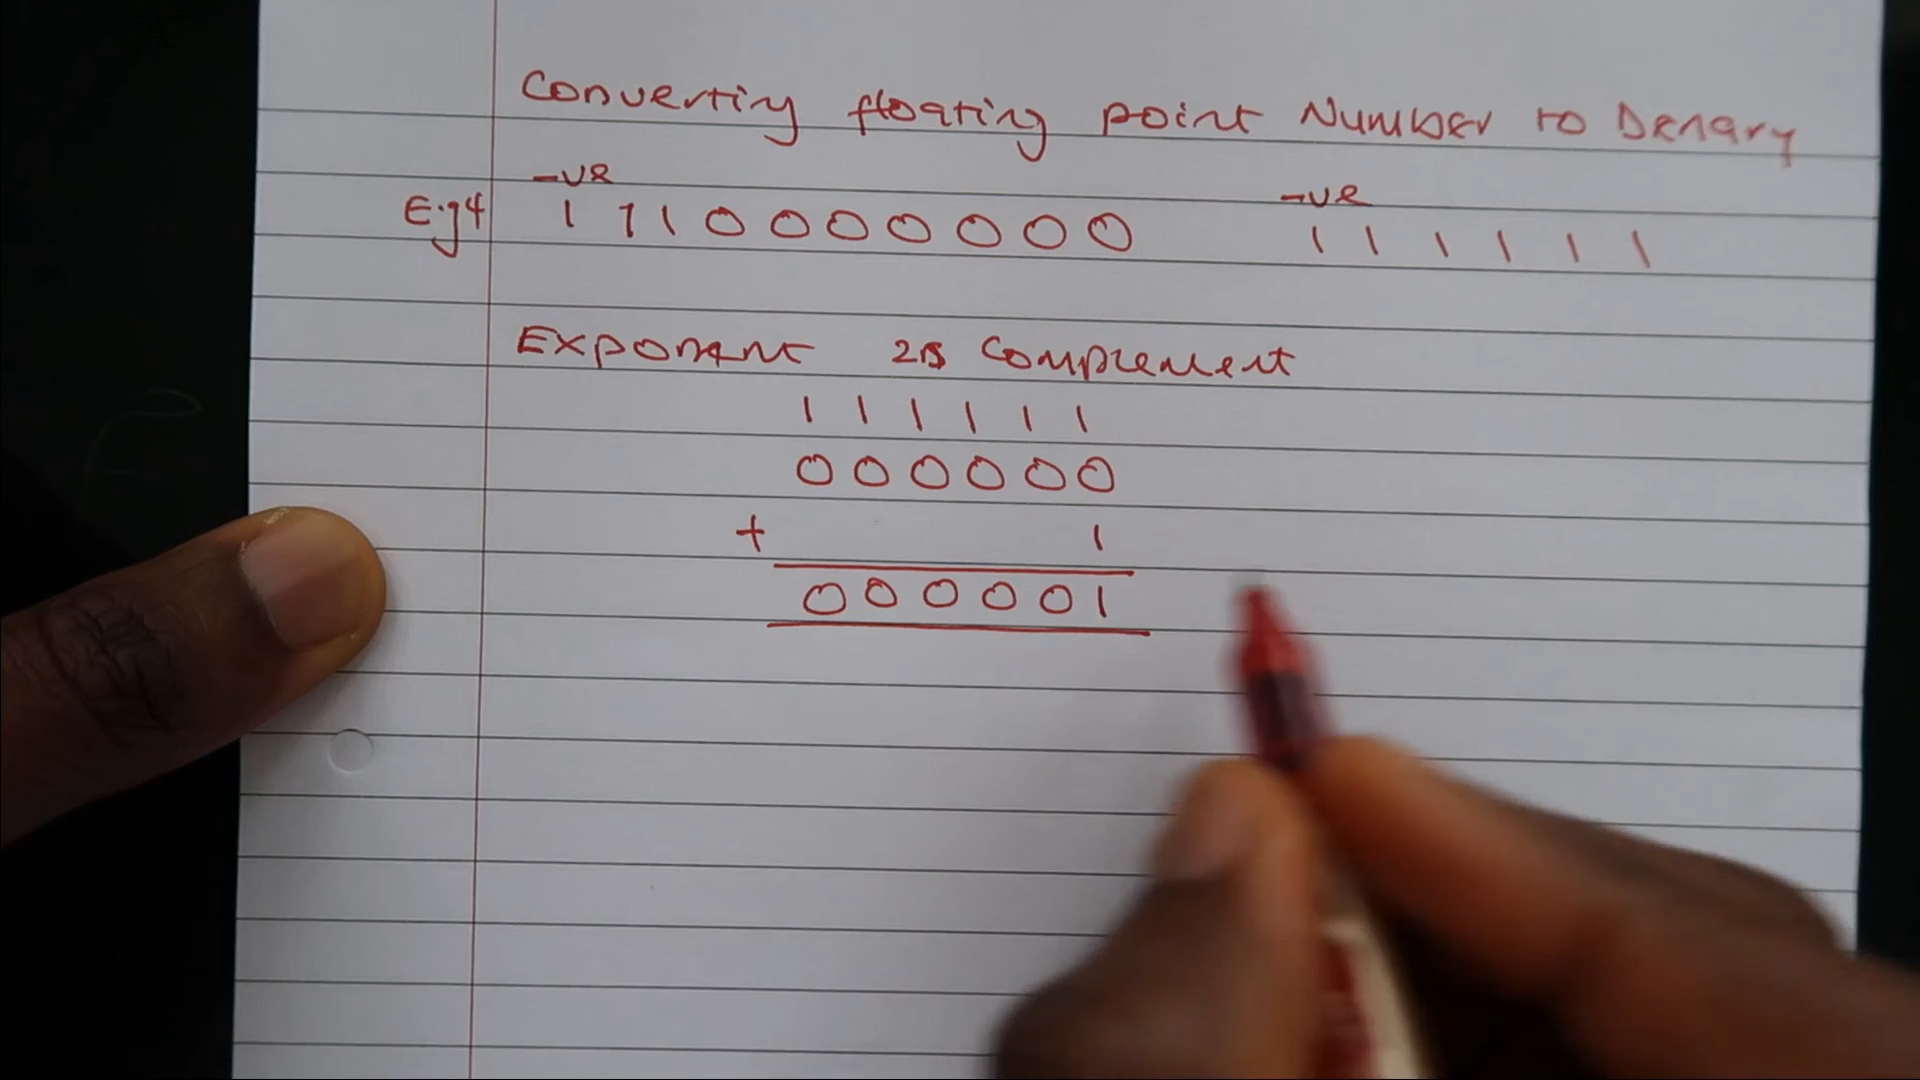 Converting floating point Number to Denary
-ve -ve
E.g4 1 1 1 0 0 0 0 0 0 0 1 1 1 1 1 1
Exponent 2s Complement
1 1 1 1 1 1
0 0 0 0 0 0
+ 1
0 0 0 0 0 1